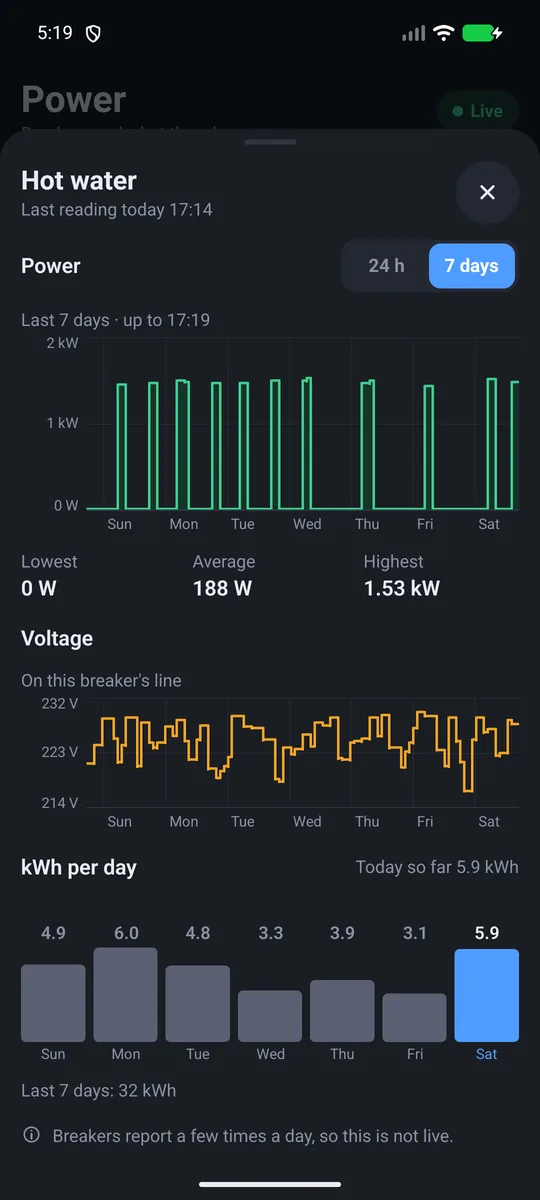 5:19
Power
Live
Hot water
Last reading today 17:14
Power
24 h
7 days
Last 7 days · up to 17:19
2 kW
1 kW
0 W
Sun Mon Tue Wed Thu Fri Sat
Lowest Average Highest
0 W 188 W 1.53 kW
Voltage
On this breaker's line
232 V
223 V
214 V
Sun Mon Tue Wed Thu Fri Sat
kWh per day
Today so far 5.9 kWh
4.9 6.0 4.8 3.3 3.9 3.1 5.9
Sun Mon Tue Wed Thu Fri Sat
Last 7 days: 32 kWh
Breakers report a few times a day, so this is not live.